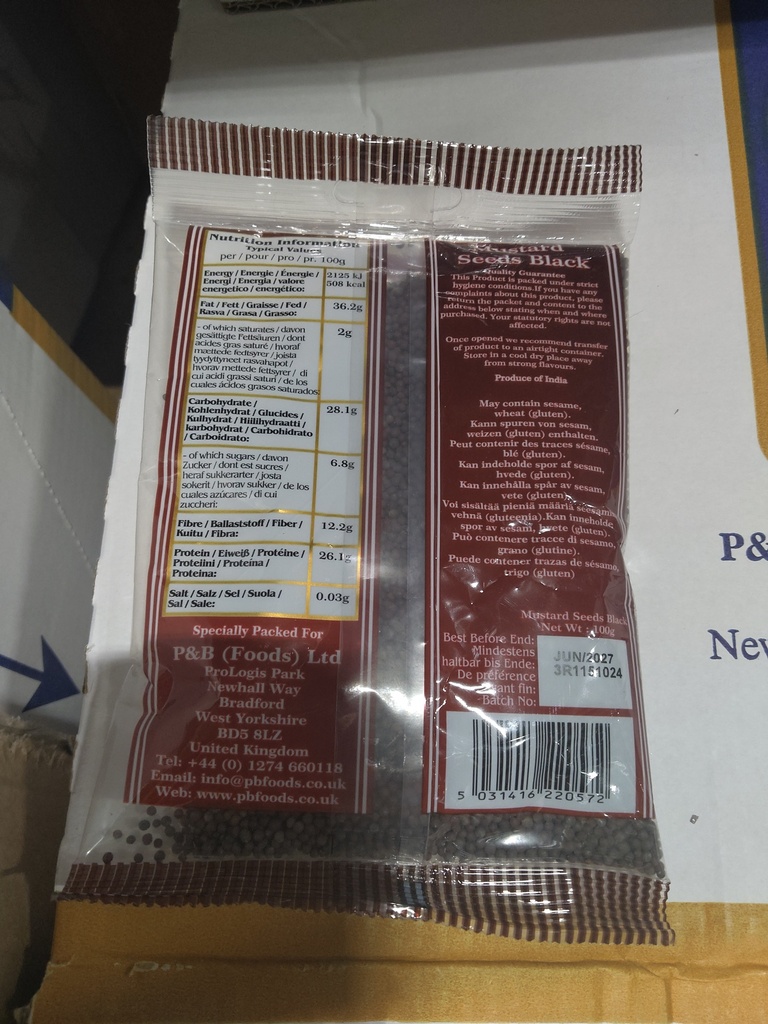 Nutrition Information
Typical Values
per / pour / pro / pr. 100g
Energy / Energie / Énergie /
Energi / Energía / valore
energetico / energético:
2125 kJ
508 kcal
Fat / Fett / Graisse / Fed /
Rasva / Grasa / Grasso:
36.2g
- of which saturates / davon
gesättigte Fettsäuren / dont
acides gras saturé / hvoraf
mættede fedtsyrer / joista
tyydyttyneet rasvahapot /
hvorav mettede fettsyrer / di
cui acidi grassi saturi / de los
cuales ácidos grasos saturados:
2g
Carbohydrate /
Kohlenhydrat / Glucides /
Kulhydrat / Hiilihydraatti /
karbohydrat / Carbohidrato
/ Carboidrato:
28.1g
- of which sugars / davon
Zucker / dont est sucres /
heraf sukkerarter / josta
sokerit / hvorav sukker / de los
cuales azúcares / di cui
zuccheri:
6.8g
Fibre / Ballaststoff / Fiber /
Kuitu / Fibra:
12.2g
Protein / Eiweiß / Protéine /
Proteiini / Proteína /
Proteina:
26.1g
Salt / Salz / Sel / Suola /
Sal / Sale:
0.03g
Specially Packed For
P&B (Foods) Ltd
ProLogis Park
Newhall Way
Bradford
West Yorkshire
BD5 8LZ
United Kingdom
Tel: +44 (0) 1274 660118
Email: info@pbfoods.co.uk
Web: www.pbfoods.co.uk
Mustard
Seeds Black
Quality Guarantee
This Product is packed under strict
hygiene conditions.If you have any
complaints about this product, please
return the packet and content to the
address below stating when and where
purchased. Your statutory rights are not
affected.
Once opened we recommend transfer
of product to an airtight container.
Store in a cool dry place away
from strong flavours.
Produce of India
May contain sesame,
wheat (gluten).
Kann spuren von sesam,
weizen (gluten) enthalten.
Peut contenir des traces sésame,
blé (gluten).
Kan indeholde spor af sesam,
hvede (gluten).
Kan innehålla spår av sesam,
vete (gluten).
Voi sisältää pieniä määriä seesam
vehnä (gluteenia).Kan inneholde
spor av sesam, hvete (gluten).
Può contenere tracce di sesamo,
grano (glutine).
Puede contener trazas de sésamo,
trigo (gluten)
Mustard Seeds Black
Net Wt : 100g
Best Before End:
Mindestens
haltbar bis Ende:
De préférence
avant fin:
Batch No:
JUN/2027
3R1151024
5 031416 220572
P&
New